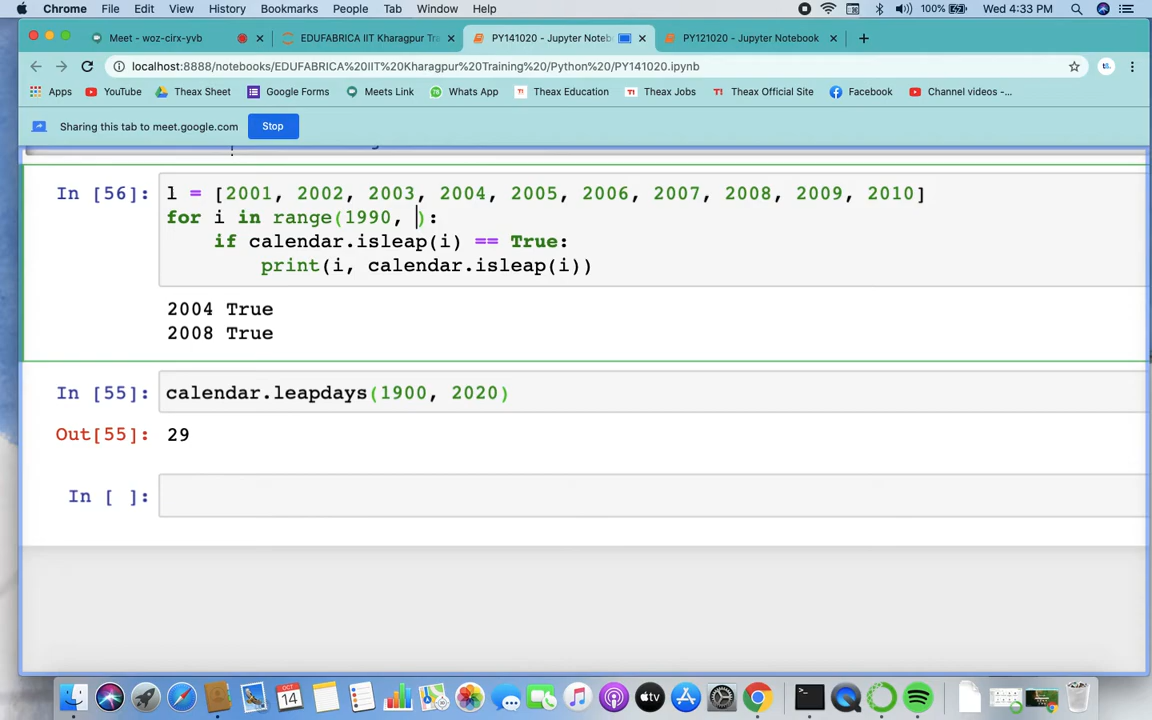 Chrome File Edit View History Bookmarks People Tab Window Help 100% Wed 4:33 PM
Meet - woz-cirx-yvb EDUFABRICA IIT Kharagpur Tra PY141020 - Jupyter Noteb PY121020 - Jupyter Notebook
localhost:8888/notebooks/EDUFABRICA%20IIT%20Kharagpur%20Training%20/Python%20/PY141020.ipynb
Apps YouTube Theax Sheet Google Forms Meets Link Whats App Theax Education Theax Jobs Theax Official Site Facebook Channel videos -...
Sharing this tab to meet.google.com Stop
In [56]: l = [2001, 2002, 2003, 2004, 2005, 2006, 2007, 2008, 2009, 2010]
for i in range(1990, ):
if calendar.isleap(i) == True:
print(i, calendar.isleap(i))
2004 True
2008 True
In [55]: calendar.leapdays(1900, 2020)
Out[55]: 29
In [ ]:
OCT
14
tv